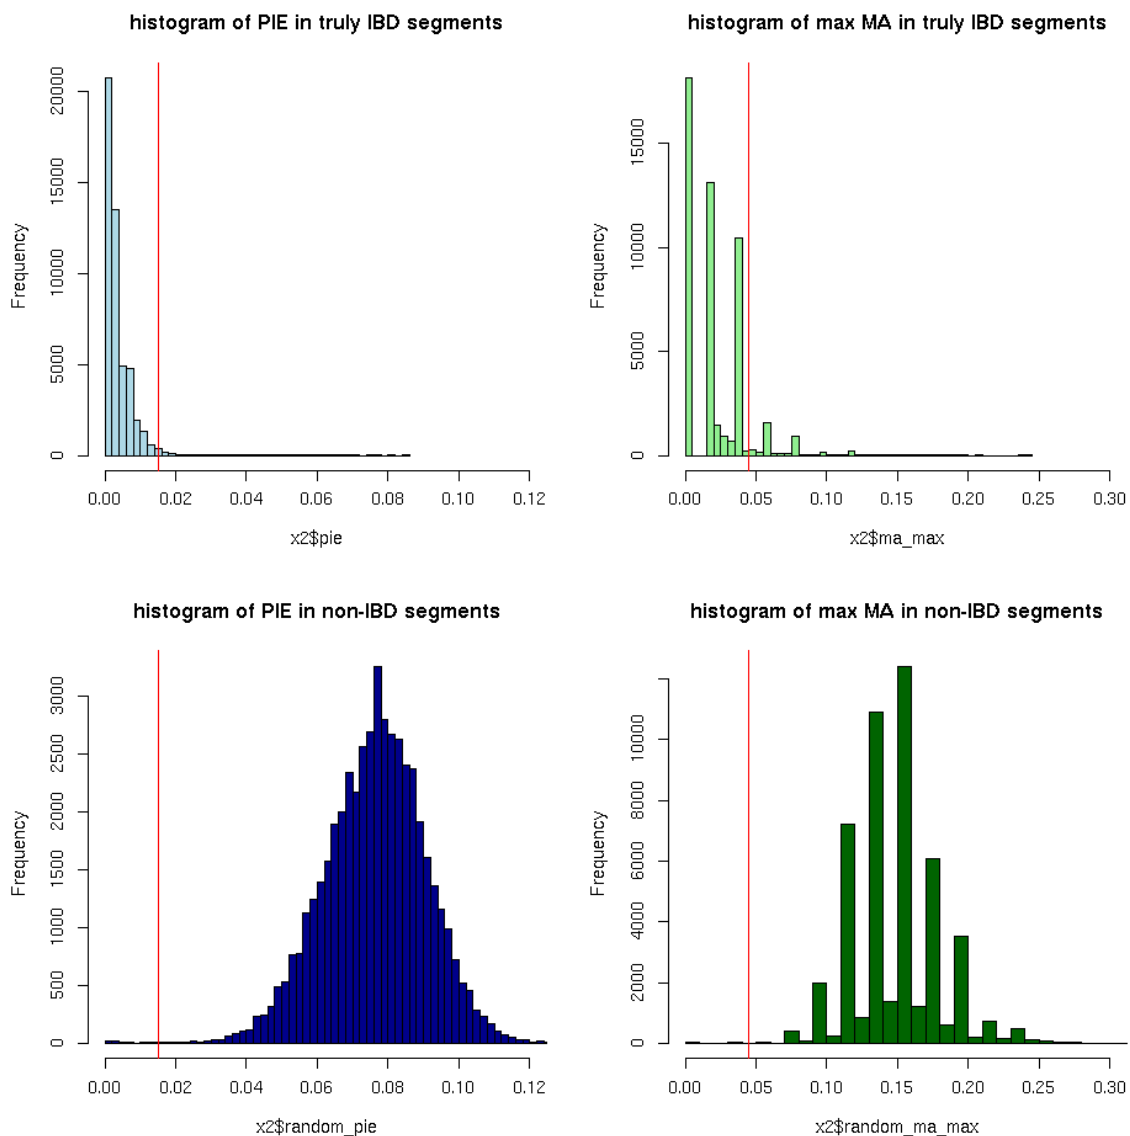 histogram of PIE in truly IBD segments
Frequency
0
5000
10000
15000
20000
0.00 0.02 0.04 0.06 0.08 0.10 0.12
x2$pie
histogram of max MA in truly IBD segments
Frequency
0
5000
10000
15000
0.00 0.05 0.10 0.15 0.20 0.25 0.30
x2$ma_max
histogram of PIE in non-IBD segments
Frequency
0
500
1000
1500
2000
2500
3000
0.00 0.02 0.04 0.06 0.08 0.10 0.12
x2$random_pie
histogram of max MA in non-IBD segments
Frequency
0
2000
4000
6000
8000
10000
0.00 0.05 0.10 0.15 0.20 0.25 0.30
x2$random_ma_max